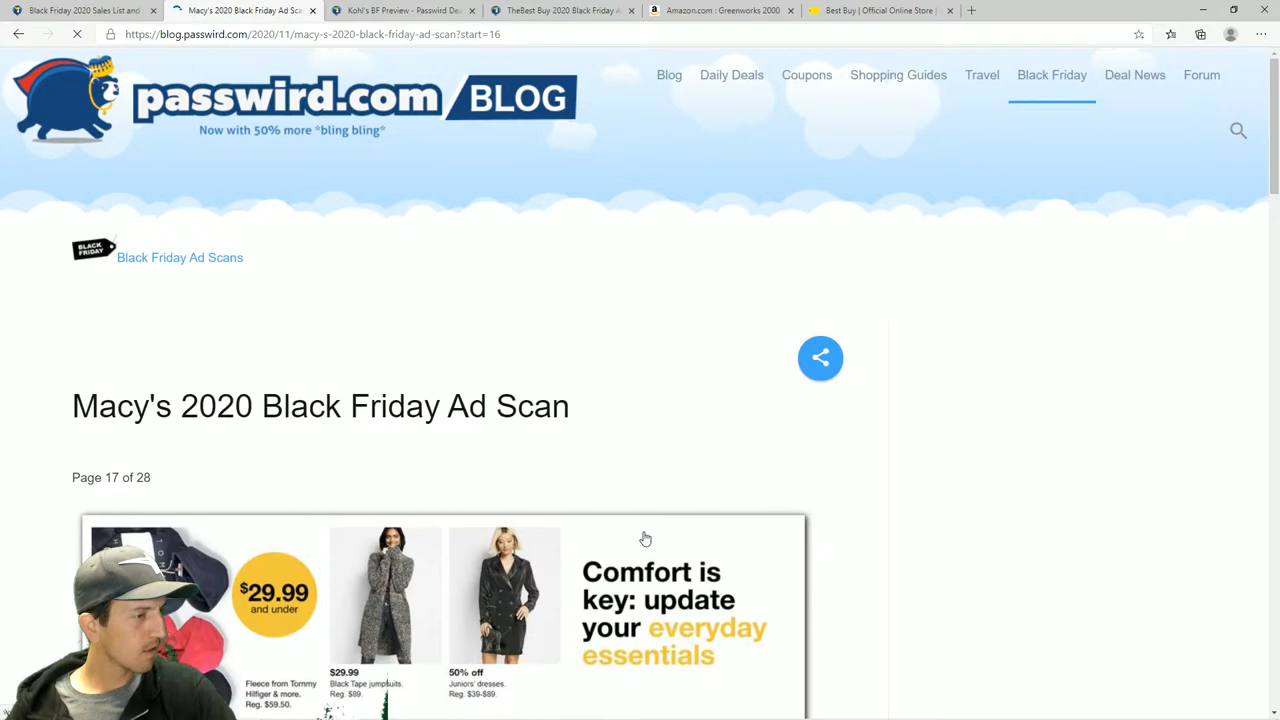 Black Friday 2020 Sales List and
Macy's 2020 Black Friday Ad Sca
Kohl's BF Preview - Passwird Dea
TheBest Buy 2020 Black Friday A
Amazon.com : Greenworks 2000
Best Buy | Official Online Store |
https://blog.passwird.com/2020/11/macy-s-2020-black-friday-ad-scan?start=16
passwird.com/BLOG
Now with 50% more *bling bling*
Blog Daily Deals Coupons Shopping Guides Travel Black Friday Deal News Forum
BLACK
FRIDAY
Black Friday Ad Scans
Macy's 2020 Black Friday Ad Scan
Page 17 of 28
$29.99
and under
Fleece from Tommy
Hilfiger & more.
Reg. $59.50.
$29.99
Black Tape jumpsuits.
Reg. $89.
50% off
Juniors' dresses.
Reg. $39-$89.
Comfort is
key: update
your everyday
essentials